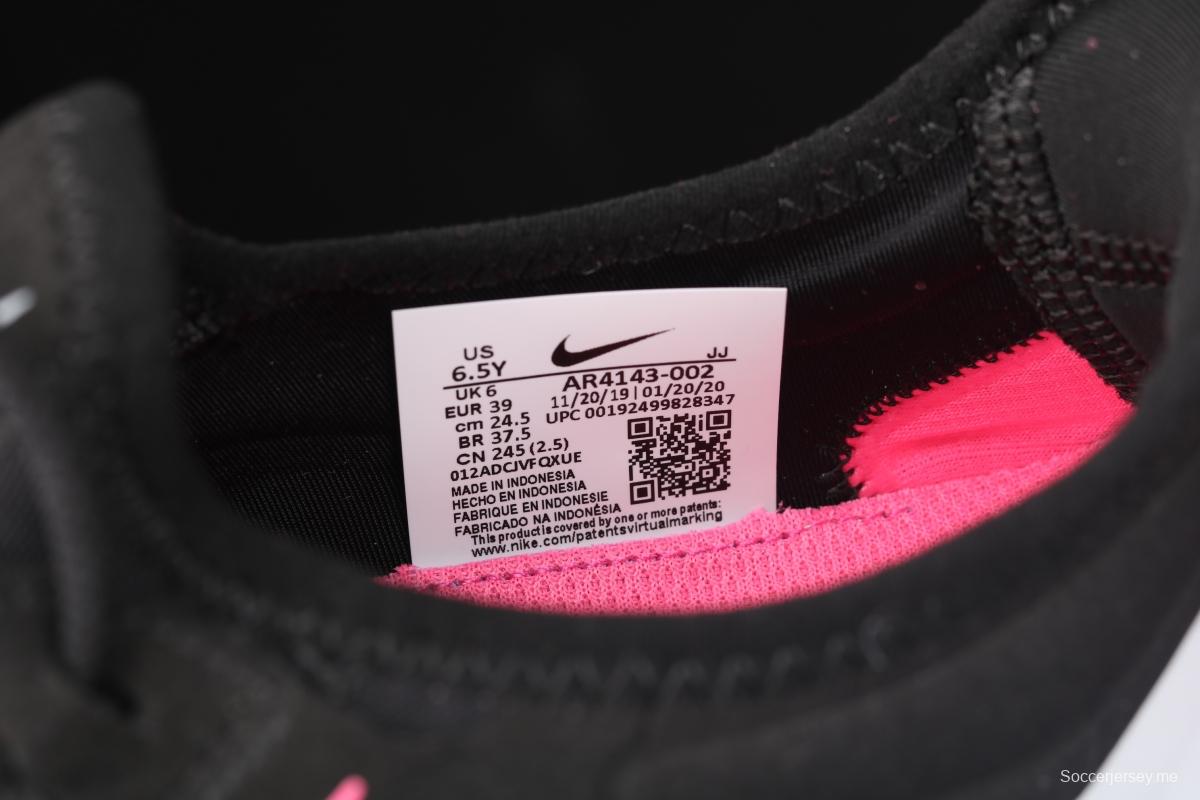 US
6.5Y
JJ
UK 6
AR4143-002
EUR 39
11/20/19 | 01/20/20
cm 24.5
UPC 00192499828347
BR 37.5
CN 245 (2.5)
012ADCJVFQXUE
MADE IN INDONESIA
HECHO EN INDONESIA
FABRIQUE EN INDONESIE
FABRICADO NA INDONÉSIA
This product is covered by one or more patents:
www.nike.com/patentsvirtualmarking
Soccerjersey.me